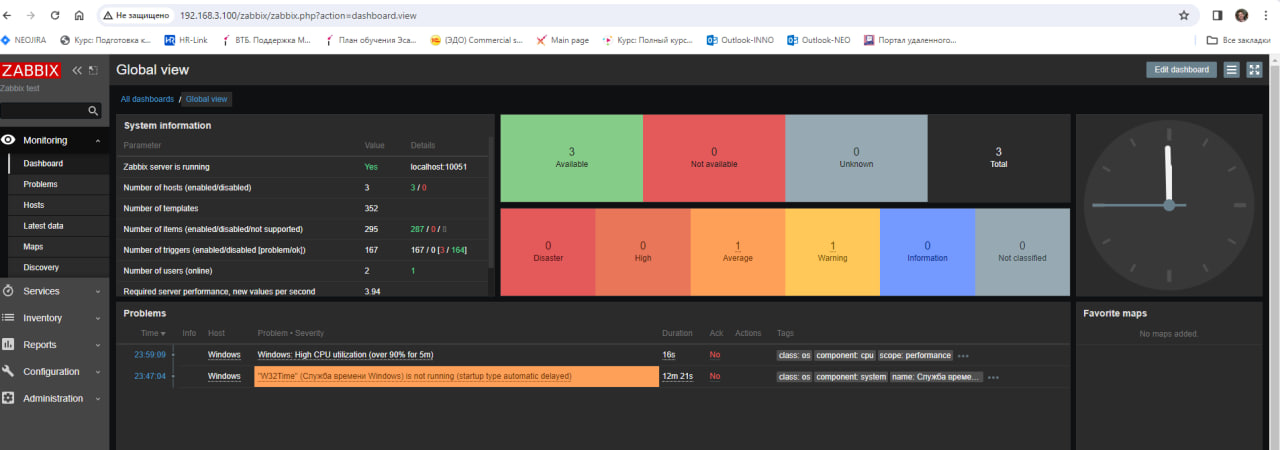 Не защищено 192.168.3.100/zabbix/zabbix.php?action=dashboard.view
NEOJIRA Курс: Подготовка к... HR-Link ВТБ. Поддержка М... План обучения Эса... (ЭДО) Commercial s... Main page Курс: Полный курс... Outlook-INNO Outlook-NEO Портал удаленного... Все закладки
ZABBIX
Zabbix test
Monitoring
Dashboard
Problems
Hosts
Latest data
Maps
Discovery
Services
Inventory
Reports
Configuration
Administration
Global view
Edit dashboard
All dashboards / Global view
System information
Parameter Value Details
Zabbix server is running Yes localhost:10051
Number of hosts (enabled/disabled) 3 3 / 0
Number of templates 352
Number of items (enabled/disabled/not supported) 295 287 / 0 / 8
Number of triggers (enabled/disabled [problem/ok]) 167 167 / 0 [3 / 164]
Number of users (online) 2 1
Required server performance, new values per second 3.94
3 0 0 3
Available Not available Unknown Total
0 0 1 1 0 0
Disaster High Average Warning Information Not classified
Problems
Time Info Host Problem • Severity Duration Ack Actions Tags
23:59:09 Windows Windows: High CPU utilization (over 90% for 5m) 16s No class: os component: cpu scope: performance •••
23:47:04 Windows "W32Time" (Служба времени Windows) is not running (startup type automatic delayed) 12m 21s No class: os component: system name: Служба време... •••
Favorite maps
No maps added.